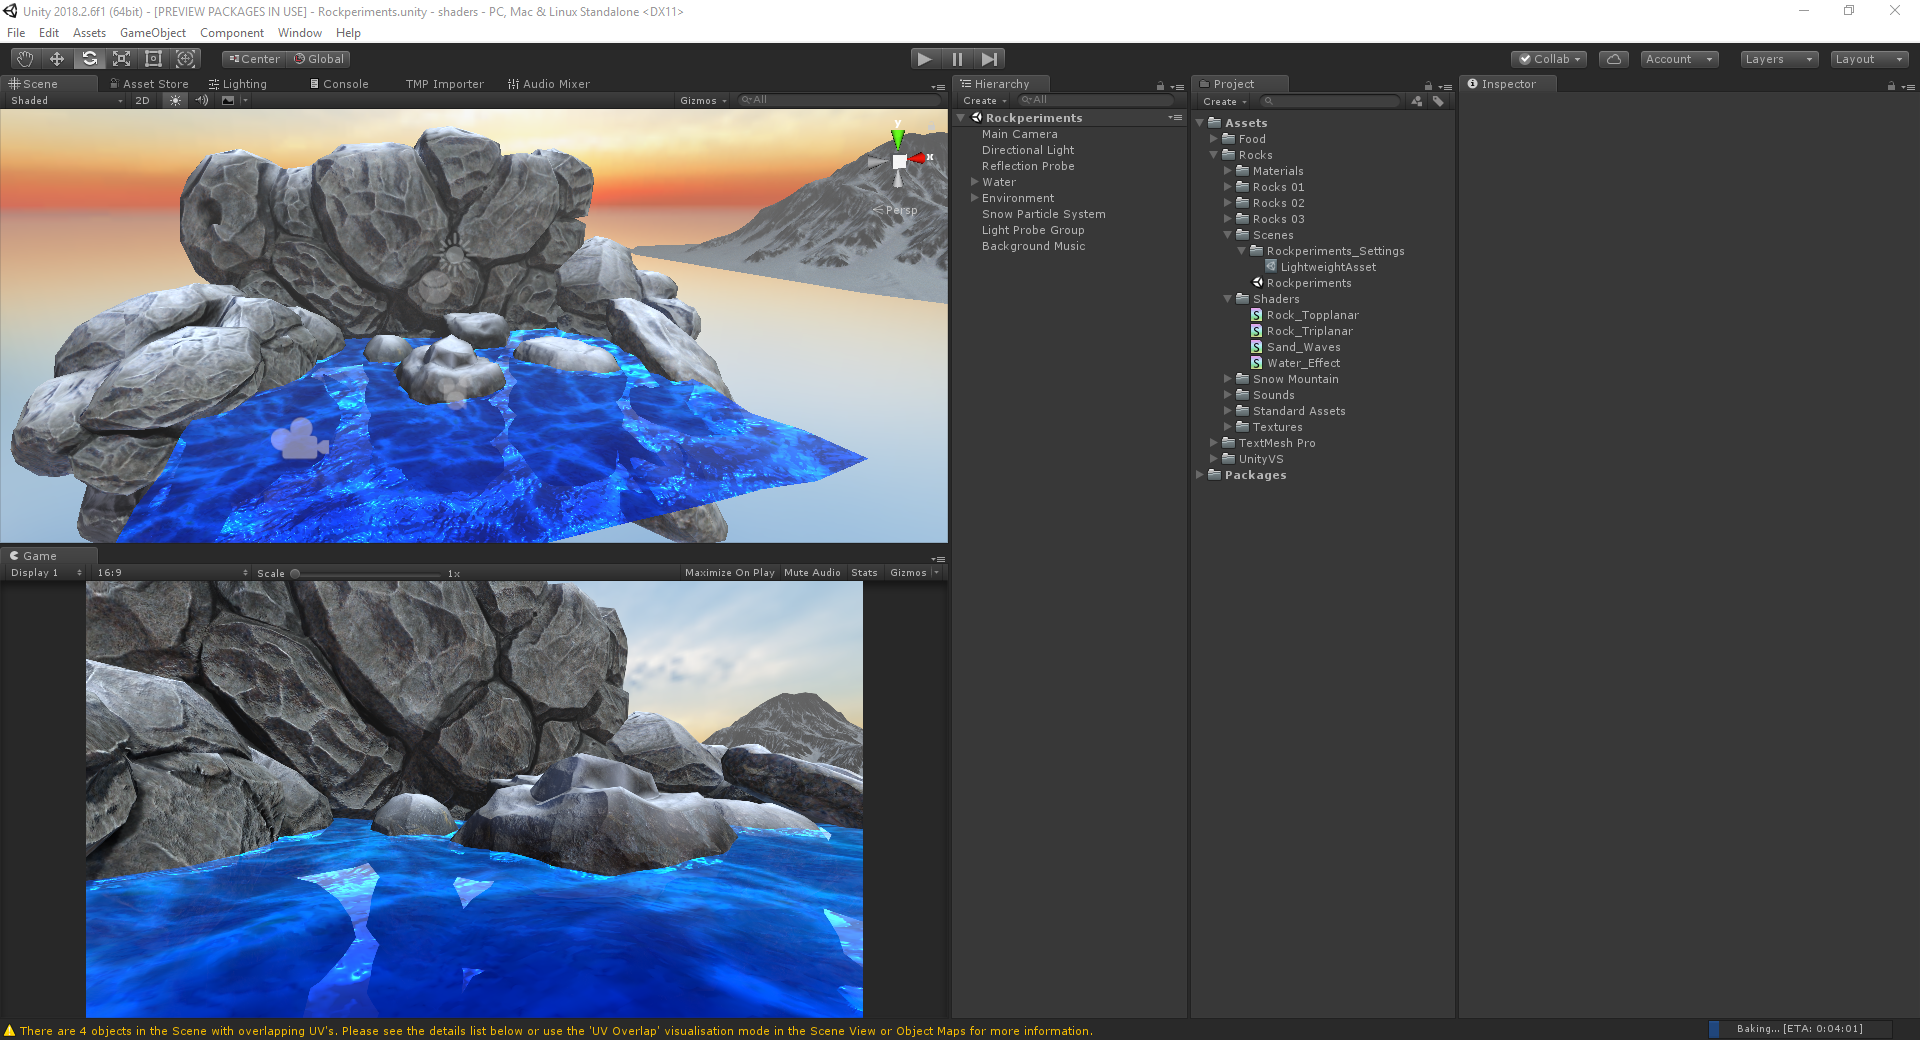 Unity 2018.2.6f1 (64bit) - [PREVIEW PACKAGES IN USE] - Rockperiments.unity - shaders - PC, Mac & Linux Standalone <DX11>
File Edit Assets GameObject Component Window Help
Center Global Collab Account Layers Layout
Scene Asset Store Lighting Console TMP Importer Audio Mixer
Shaded 2D Gizmos All
y
x
Persp
Game
Display 1 16:9 Scale 1x Maximize On Play Mute Audio Stats Gizmos
Hierarchy
Create All
Rockperiments
Main Camera
Directional Light
Reflection Probe
Water
Environment
Snow Particle System
Light Probe Group
Background Music
Project
Create
Assets
Food
Rocks
Materials
Rocks 01
Rocks 02
Rocks 03
Scenes
Rockperiments_Settings
LightweightAsset
Rockperiments
Shaders
Rock_Topplanar
Rock_Triplanar
Sand_Waves
Water_Effect
Snow Mountain
Sounds
Standard Assets
Textures
TextMesh Pro
UnityVS
Packages
Inspector
There are 4 objects in the Scene with overlapping UV's. Please see the details list below or use the 'UV Overlap' visualisation mode in the Scene View or Object Maps for more information.
Baking... [ETA: 0:04:01]